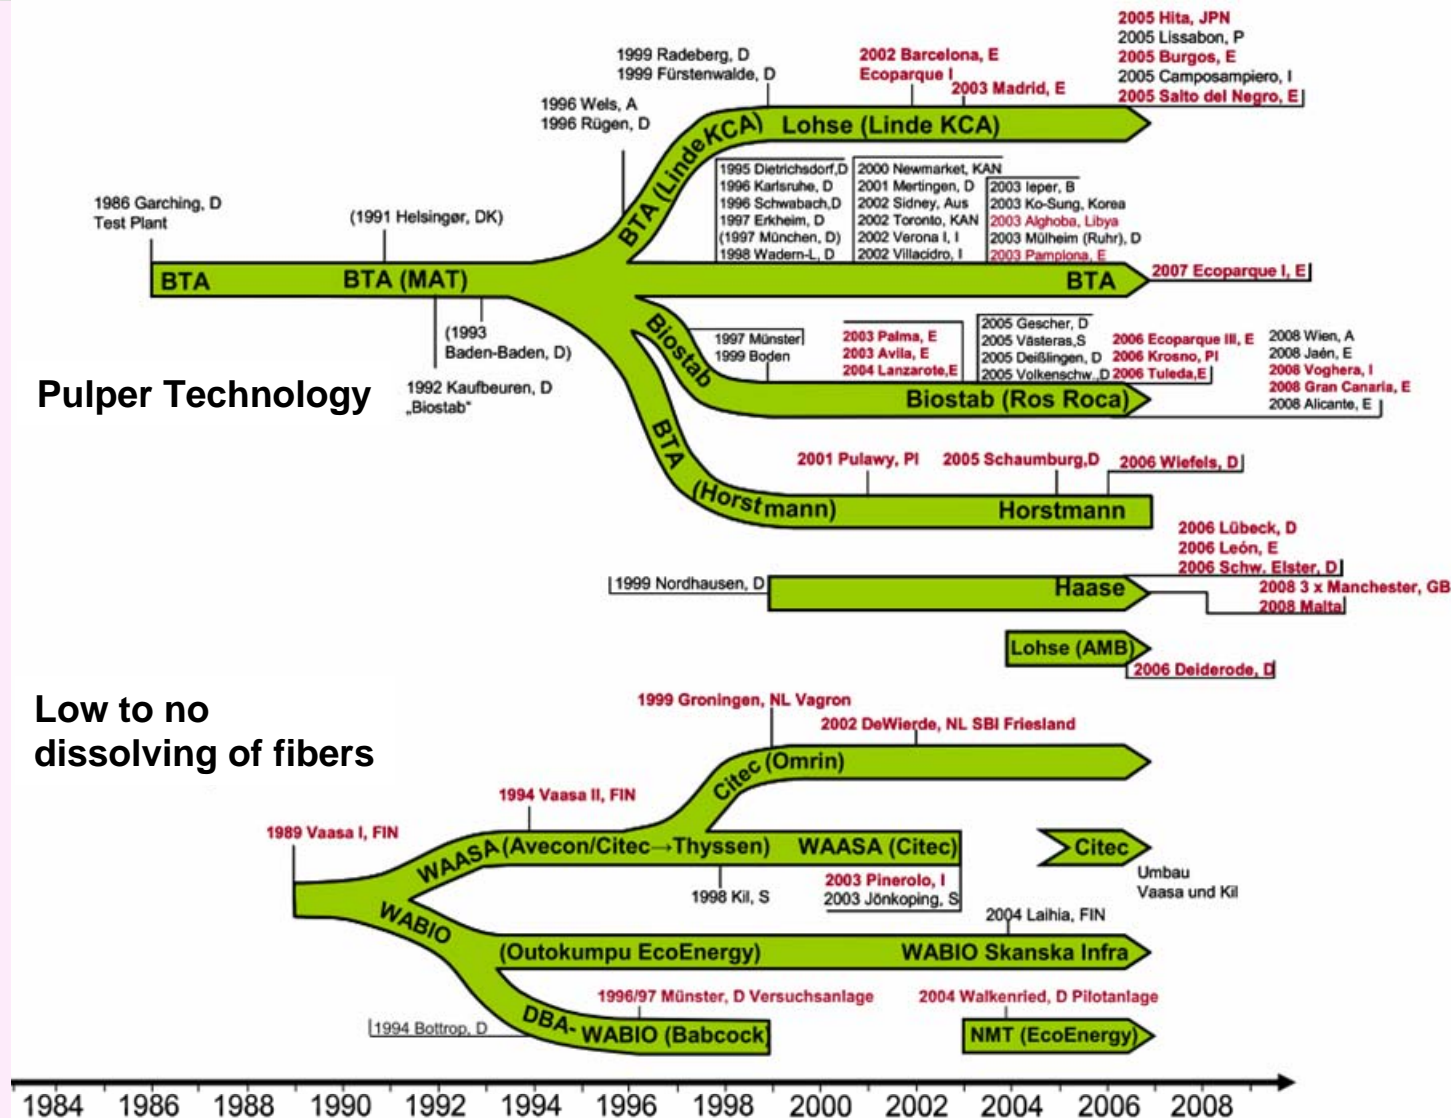 2005 Hita, JPN
2005 Lissabon, P
2005 Burgos, E
2005 Camposampiero, I
2005 Salto del Negro, E
1999 Radeberg, D
1999 Fürstenwalde, D
2002 Barcelona, E
Ecoparque I
2003 Madrid, E
1996 Wels, A
1996 Rügen, D
BTA (Linde KCA)
Lohse (Linde KCA)
1986 Garching, D
Test Plant
(1991 Helsingør, DK)
1995 Dietrichsdorf,D
1996 Karlsruhe, D
1996 Schwabach,D
1997 Erkheim, D
(1997 München, D)
1998 Wadern-L, D
2000 Newmarket, KAN
2001 Mertingen, D
2002 Sidney, Aus
2002 Toronto, KAN
2002 Verona I, I
2002 Villacidro, I
2003 Ieper, B
2003 Ko-Sung, Korea
2003 Alghoba, Libya
2003 Mülheim (Ruhr), D
2003 Pamplona, E
BTA
BTA (MAT)
BTA
2007 Ecoparque I, E
(1993
Baden-Baden, D)
1992 Kaufbeuren, D
„Biostab“
Pulper Technology
Biostab
1997 Münster
1999 Boden
2003 Palma, E
2003 Avila, E
2004 Lanzarote,E
2005 Gescher, D
2005 Västeras,S
2005 Deißlingen, D
2005 Volkenschw.,D
2006 Ecoparque III, E
2006 Krosno, Pl
2006 Tuleda,E
2008 Wien, A
2008 Jaén, E
2008 Voghera, I
2008 Gran Canaria, E
2008 Alicante, E
Biostab (Ros Roca)
BTA
(Horstmann)
2001 Pulawy, Pl
2005 Schaumburg,D
2006 Wiefels, D
Horstmann
2006 Lübeck, D
2006 León, E
2006 Schw. Elster, D
1999 Nordhausen, D
Haase
2008 3 x Manchester, GB
2008 Malta
Lohse (AMB)
2006 Deiderode, D
Low to no
dissolving of fibers
1999 Groningen, NL Vagron
2002 DeWierde, NL SBI Friesland
Citec (Omrin)
1994 Vaasa II, FIN
1989 Vaasa I, FIN
WAASA (Avecon/Citec→Thyssen)
WAASA (Citec)
Citec
Umbau
Vaasa und Kil
1998 Kil, S
2003 Pinerolo, I
2003 Jönkoping, S
2004 Laihia, FIN
WABIO
(Outokumpu EcoEnergy)
WABIO Skanska Infra
1996/97 Münster, D Versuchsanlage
2004 Walkenried, D Pilotanlage
1994 Bottrop, D
DBA-WABIO (Babcock)
NMT (EcoEnergy)
1984 1986 1988 1990 1992 1994 1996 1998 2000 2002 2004 2006 2008